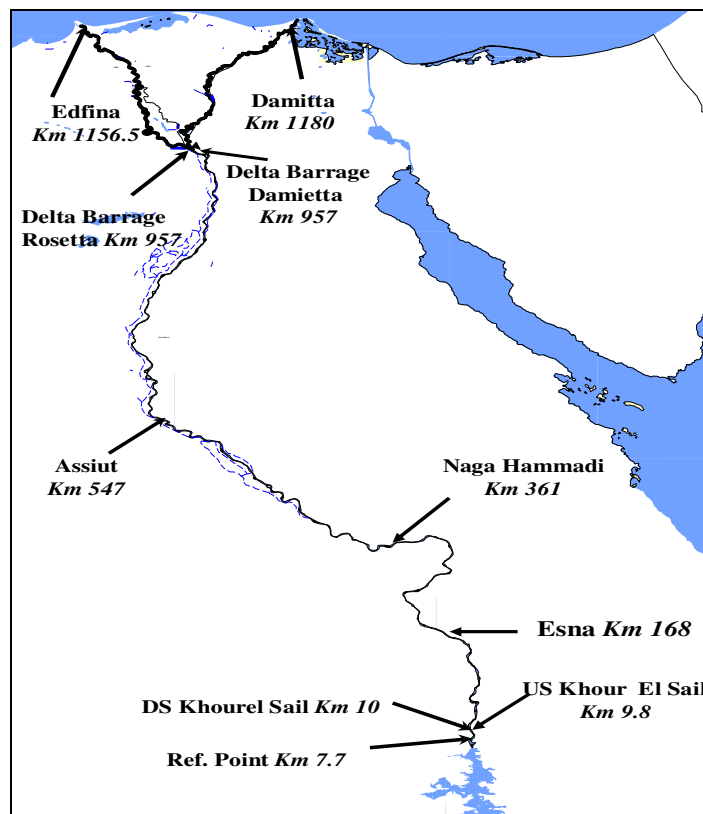 Edfina
Km 1156.5
Damitta
Km 1180
Delta Barrage
Damietta
Km 957
Delta Barrage
Rosetta Km 957
Assiut
Km 547
Naga Hammadi
Km 361
Esna Km 168
DS Khourel Sail Km 10
US Khour El Sail
Km 9.8
Ref. Point Km 7.7